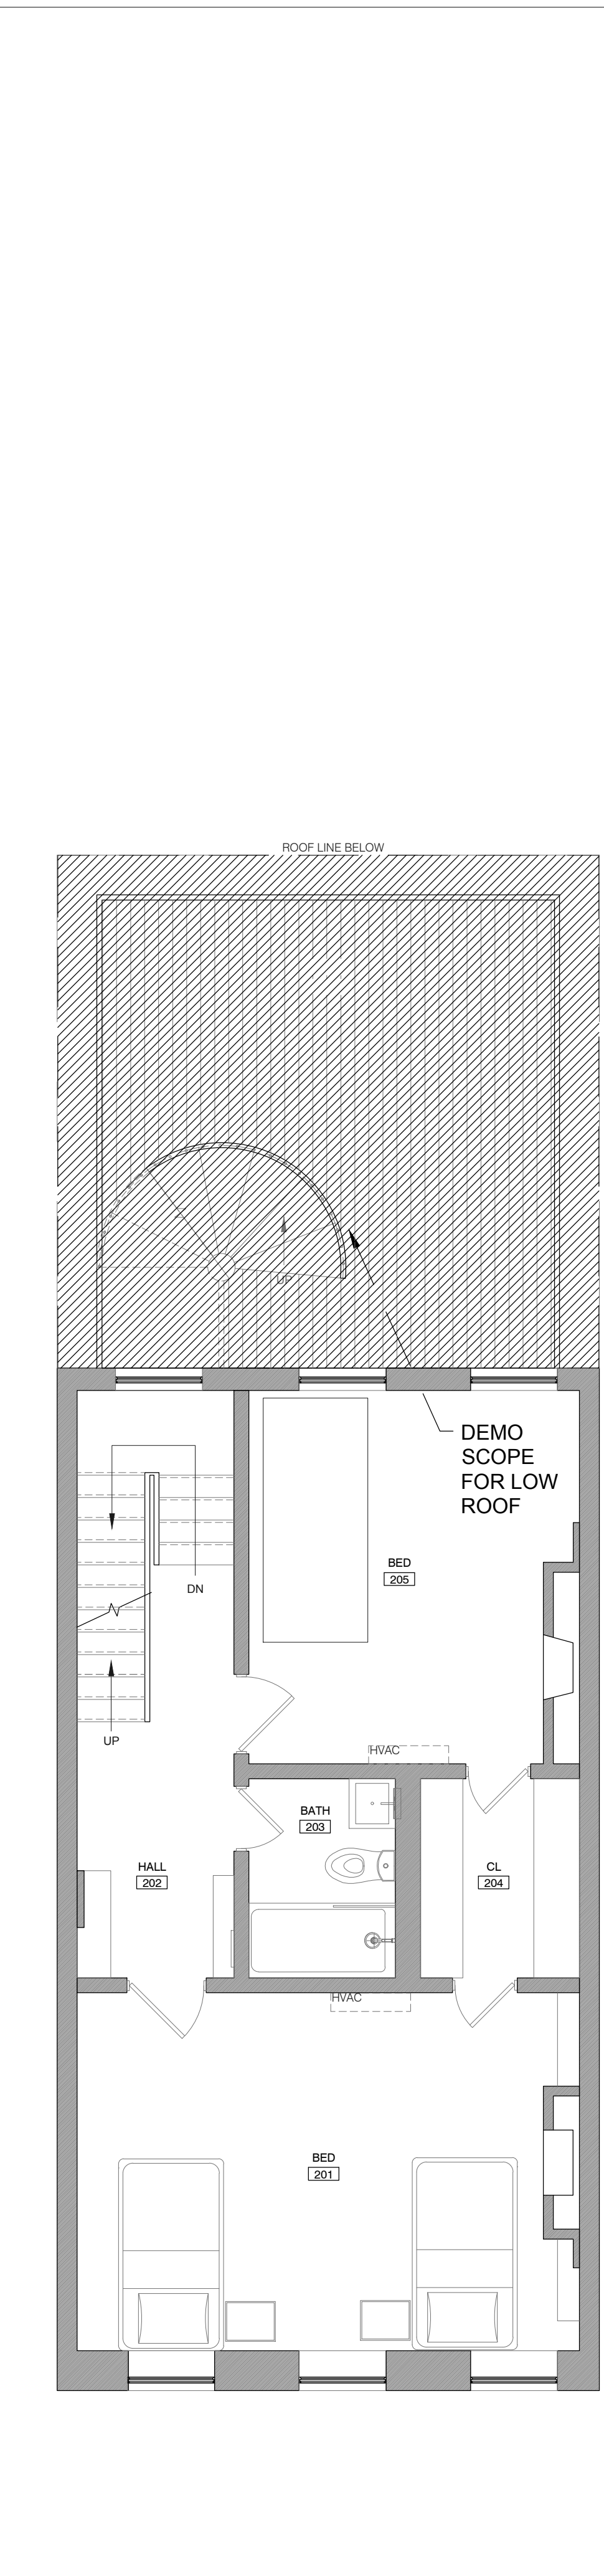 ROOF LINE BELOW
UP
DEMO
SCOPE
FOR LOW
ROOF
BED
205
DN
UP
HVAC
BATH
203
HALL
202
CL
204
HVAC
BED
201